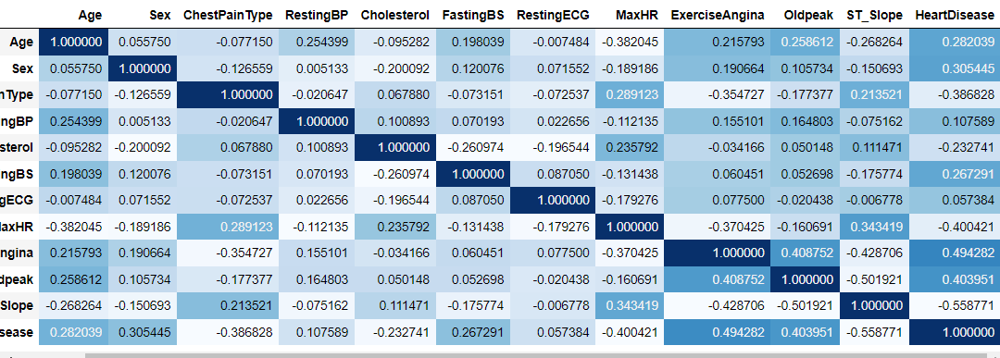 Age Sex ChestPainType RestingBP Cholesterol FastingBS RestingECG MaxHR ExerciseAngina Oldpeak ST_Slope HeartDisease
Age 1.000000 0.055750 -0.077150 0.254399 -0.095282 0.198039 -0.007484 -0.382045 0.215793 0.258612 -0.268264 0.282039
Sex 0.055750 1.000000 -0.126559 0.005133 -0.200092 0.120076 0.071552 -0.189186 0.190664 0.105734 -0.150693 0.305445
nType -0.077150 -0.126559 1.000000 -0.020647 0.067880 -0.073151 -0.072537 0.289123 -0.354727 -0.177377 0.213521 -0.386828
ngBP 0.254399 0.005133 -0.020647 1.000000 0.100893 0.070193 0.022656 -0.112135 0.155101 0.164803 -0.075162 0.107589
sterol -0.095282 -0.200092 0.067880 0.100893 1.000000 -0.260974 -0.196544 0.235792 -0.034166 0.050148 0.111471 -0.232741
ngBS 0.198039 0.120076 -0.073151 0.070193 -0.260974 1.000000 0.087050 -0.131438 0.060451 0.052698 -0.175774 0.267291
gECG -0.007484 0.071552 -0.072537 0.022656 -0.196544 0.087050 1.000000 -0.179276 0.077500 -0.020438 -0.006778 0.057384
MaxHR -0.382045 -0.189186 0.289123 -0.112135 0.235792 -0.131438 -0.179276 1.000000 -0.370425 -0.160691 0.343419 -0.400421
ngina 0.215793 0.190664 -0.354727 0.155101 -0.034166 0.060451 0.077500 -0.370425 1.000000 0.408752 -0.428706 0.494282
dpeak 0.258612 0.105734 -0.177377 0.164803 0.050148 0.052698 -0.020438 -0.160691 0.408752 1.000000 -0.501921 0.403951
Slope -0.268264 -0.150693 0.213521 -0.075162 0.111471 -0.175774 -0.006778 0.343419 -0.428706 -0.501921 1.000000 -0.558771
sease 0.282039 0.305445 -0.386828 0.107589 -0.232741 0.267291 0.057384 -0.400421 0.494282 0.403951 -0.558771 1.000000